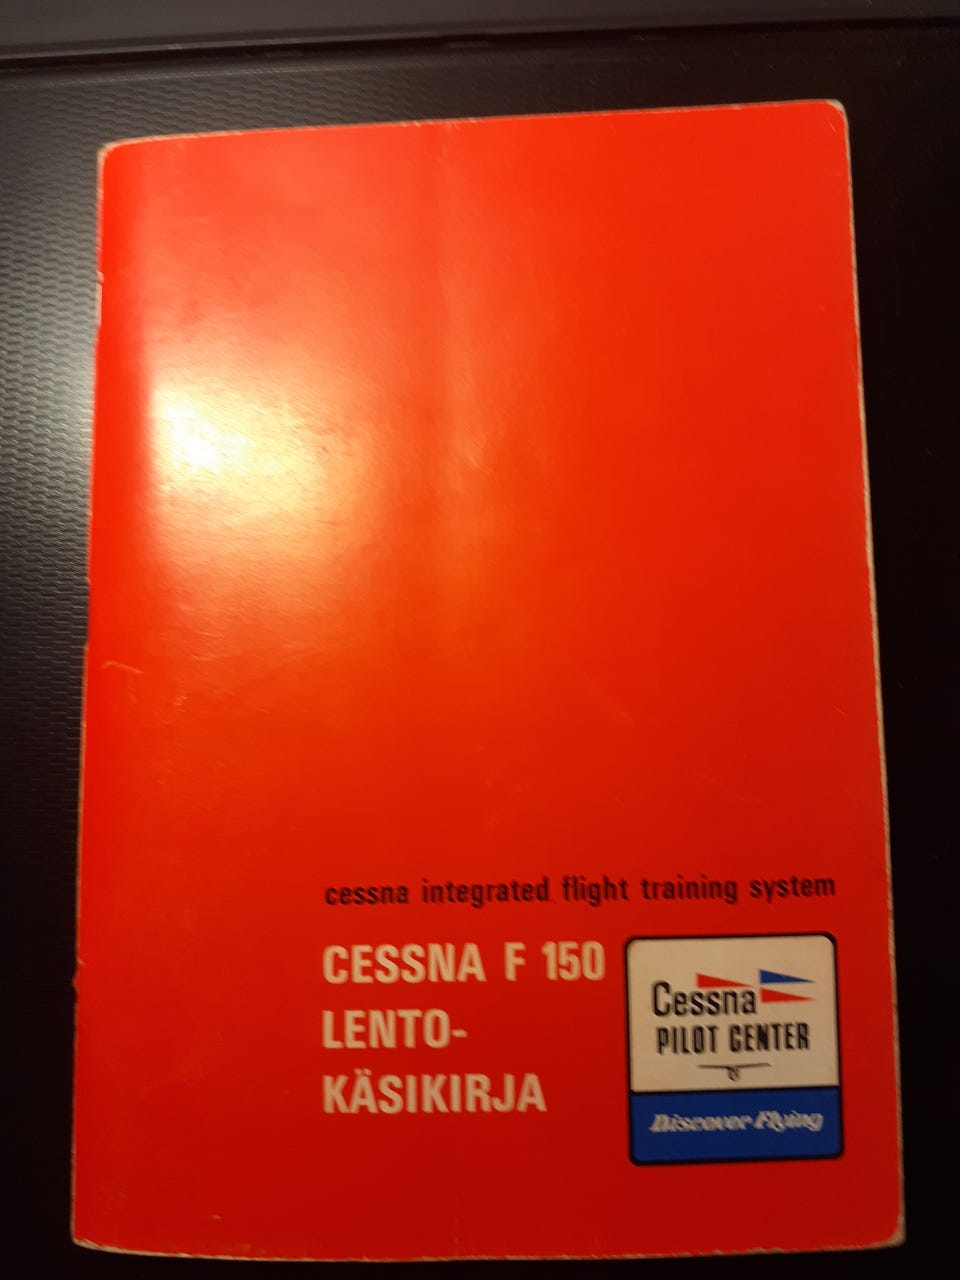 cessna integrated flight training system
CESSNA F 150
LENTO-
KÄSIKIRJA
Cessna
PILOT CENTER
Discover Flying